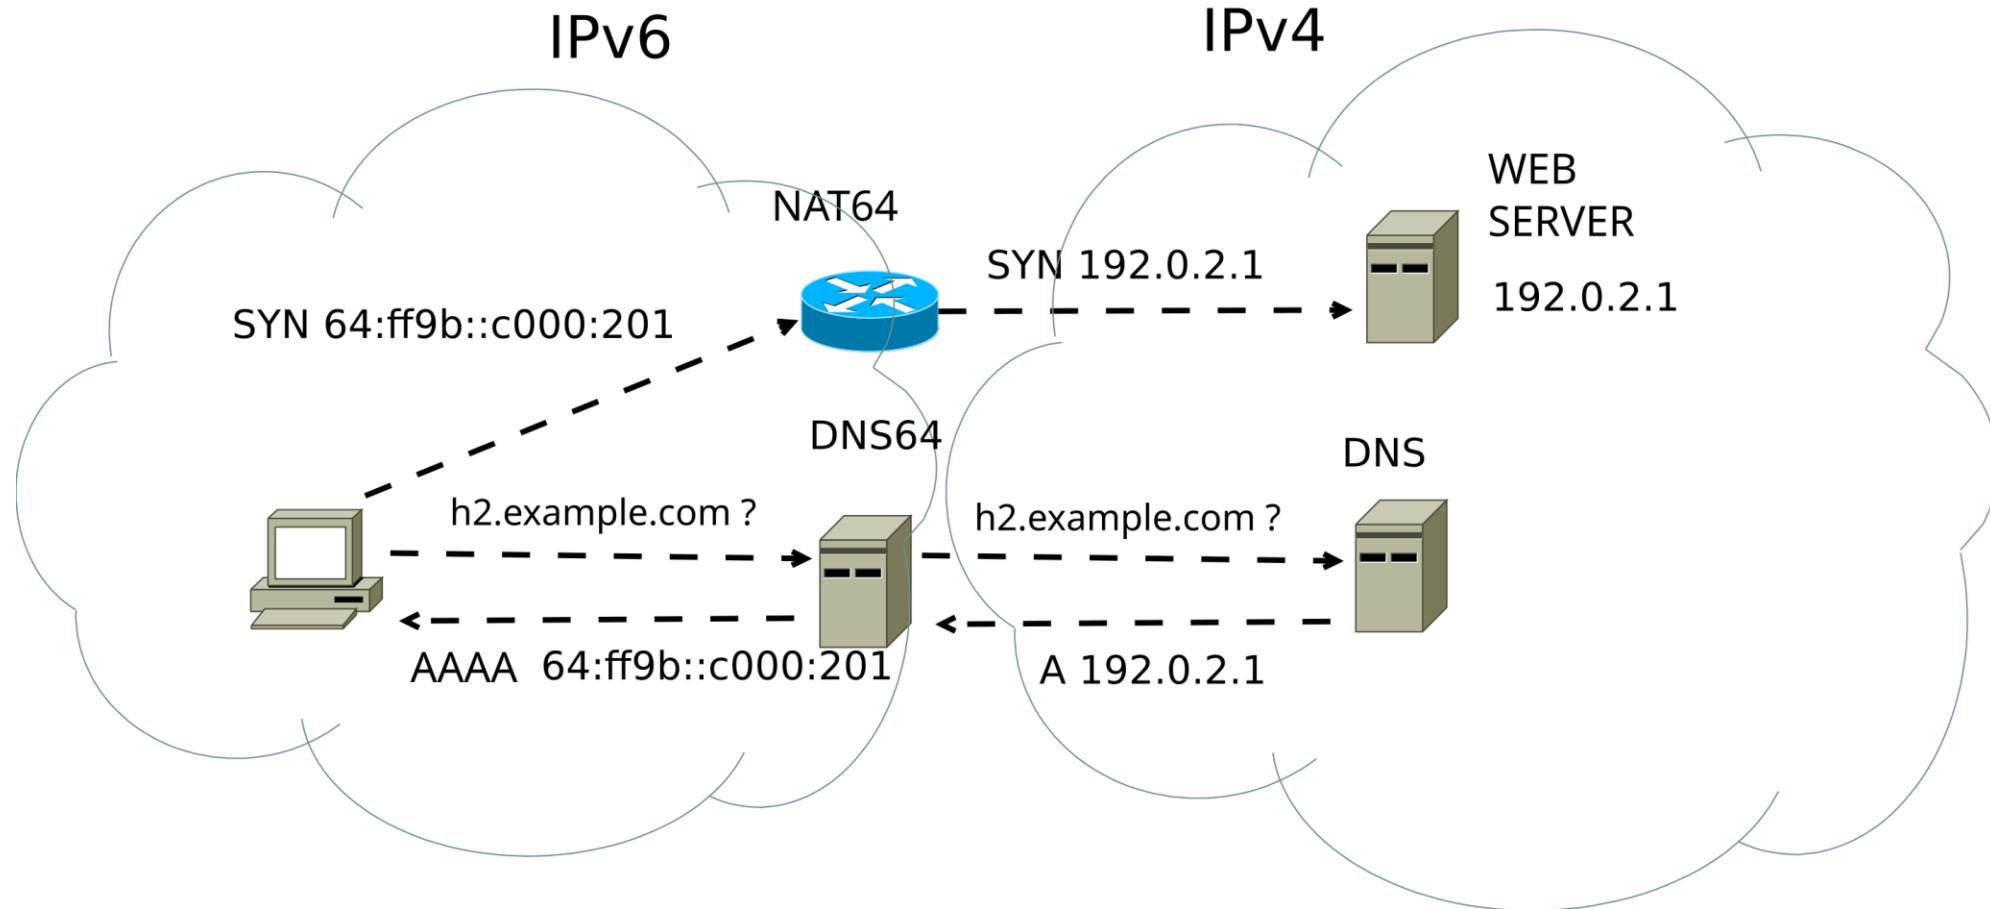 IPv6
IPv4
NAT64
WEB
SERVER
192.0.2.1
SYN 192.0.2.1
SYN 64:ff9b::c000:201
DNS64
DNS
h2.example.com ?
h2.example.com ?
AAAA 64:ff9b::c000:201
A 192.0.2.1